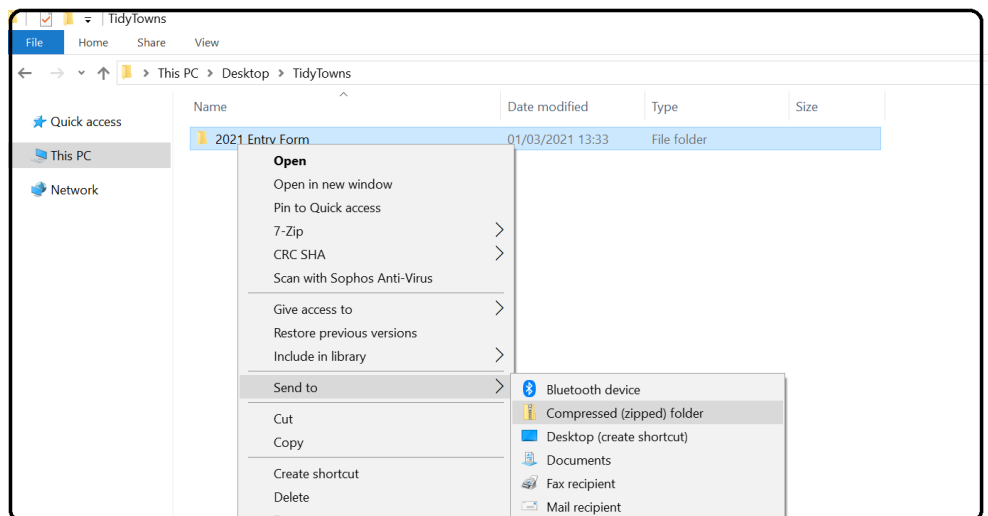 TidyTowns
File Home Share View
This PC > Desktop > TidyTowns
Name Date modified Type Size
Quick access
This PC
Network
2021 Entry Form 01/03/2021 13:33 File folder
Open
Open in new window
Pin to Quick access
7-Zip
CRC SHA
Scan with Sophos Anti-Virus
Give access to
Restore previous versions
Include in library
Send to
Cut
Copy
Create shortcut
Delete
Bluetooth device
Compressed (zipped) folder
Desktop (create shortcut)
Documents
Fax recipient
Mail recipient